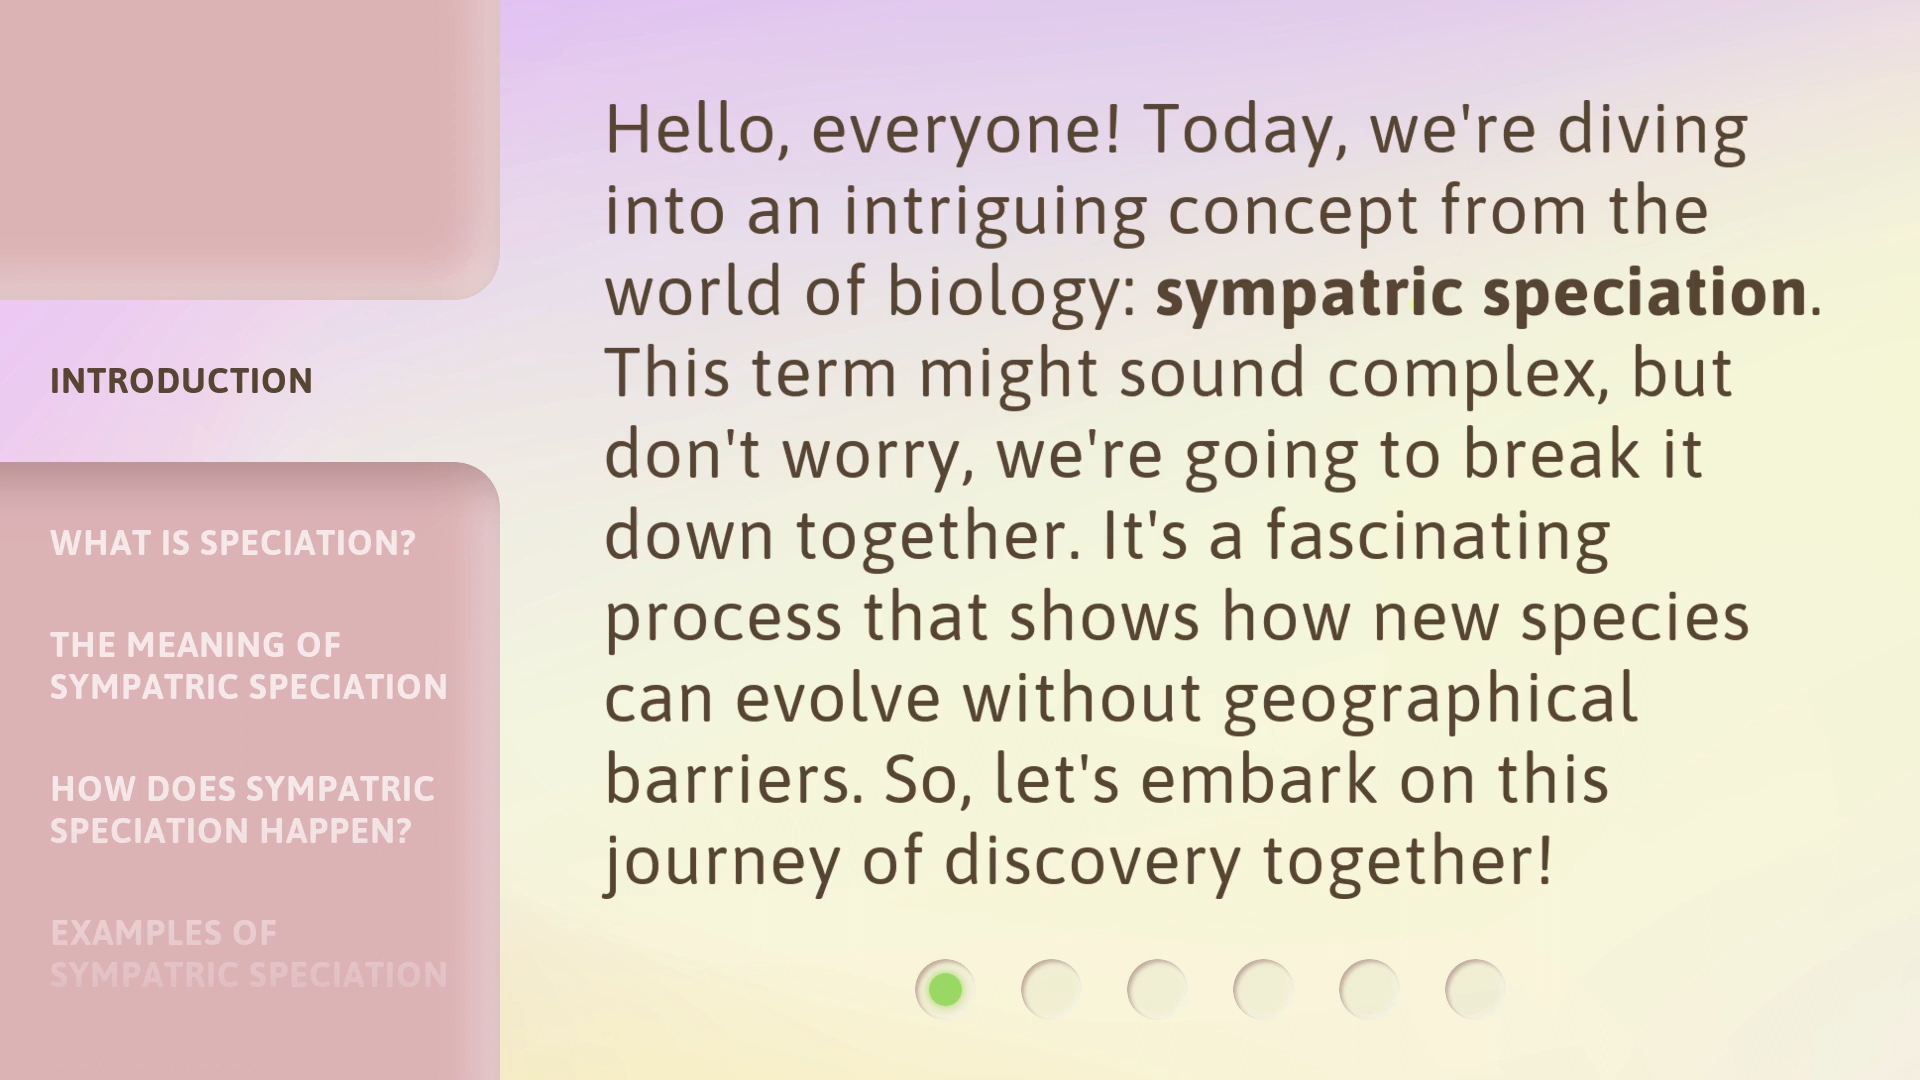 INTRODUCTION
WHAT IS SPECIATION?
THE MEANING OF
SYMPATRIC SPECIATION
HOW DOES SYMPATRIC
SPECIATION HAPPEN?
EXAMPLES OF
SYMPATRIC SPECIATION
Hello, everyone! Today, we're diving
into an intriguing concept from the
world of biology: sympatric speciation.
This term might sound complex, but
don't worry, we're going to break it
down together. It's a fascinating
process that shows how new species
can evolve without geographical
barriers. So, let's embark on this
journey of discovery together!